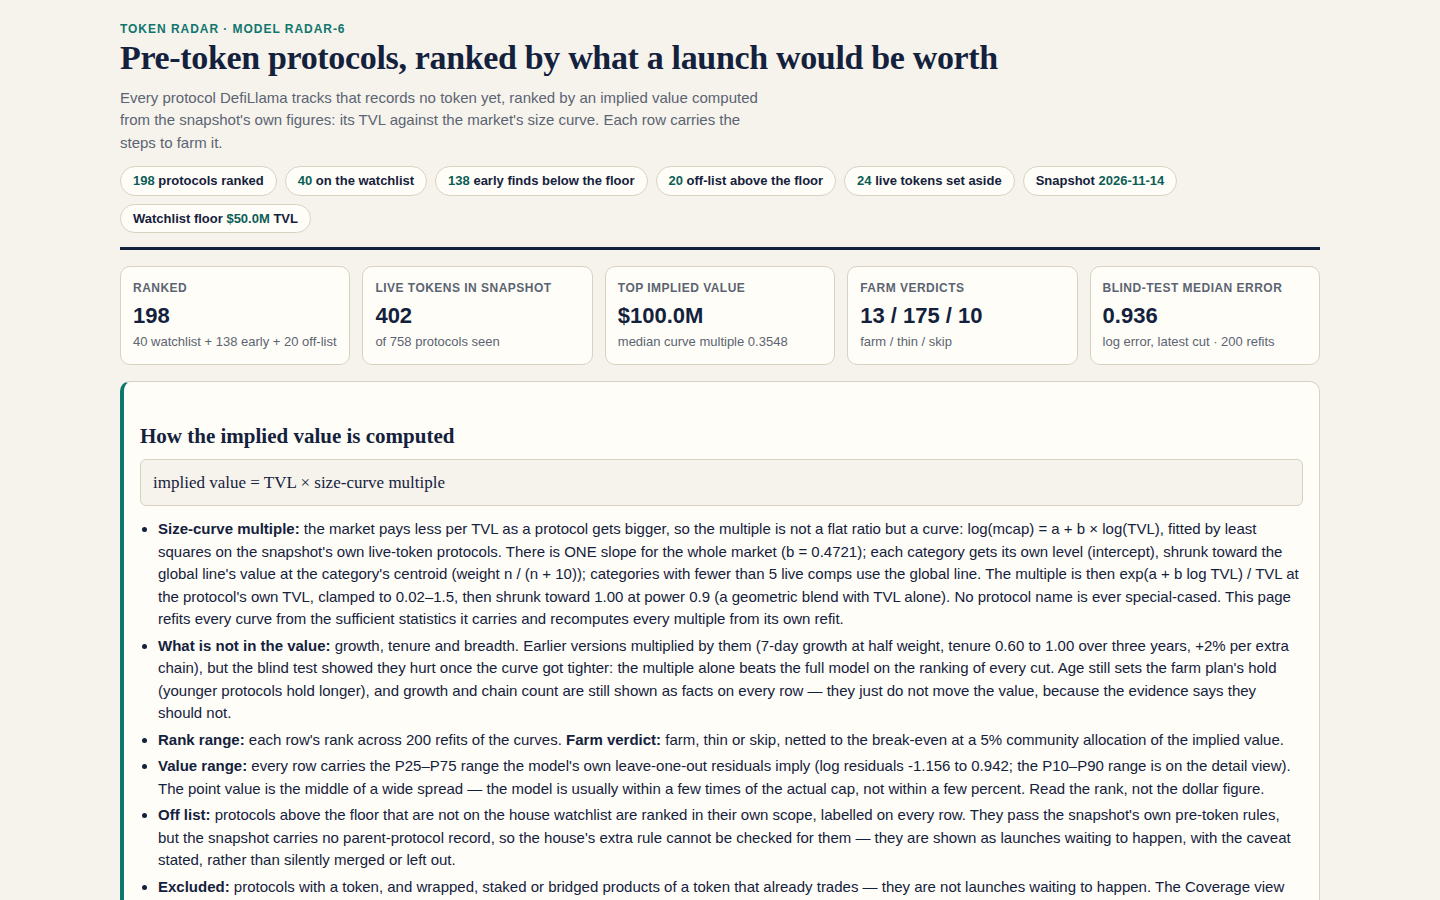 TOKEN RADAR · MODEL RADAR-6
Pre-token protocols, ranked by what a launch would be worth
Every protocol DefiLlama tracks that records no token yet, ranked by an implied value computed
from the snapshot's own figures: its TVL against the market's size curve. Each row carries the
steps to farm it.
198 protocols ranked
40 on the watchlist
138 early finds below the floor
20 off-list above the floor
24 live tokens set aside
Snapshot 2026-11-14
Watchlist floor $50.0M TVL
RANKED
198
40 watchlist + 138 early + 20 off-list
LIVE TOKENS IN SNAPSHOT
402
of 758 protocols seen
TOP IMPLIED VALUE
$100.0M
median curve multiple 0.3548
FARM VERDICTS
13 / 175 / 10
farm / thin / skip
BLIND-TEST MEDIAN ERROR
0.936
log error, latest cut · 200 refits
How the implied value is computed
implied value = TVL × size-curve multiple
• Size-curve multiple: the market pays less per TVL as a protocol gets bigger, so the multiple is not a flat ratio but a curve: log(mcap) = a + b × log(TVL), fitted by least
squares on the snapshot's own live-token protocols. There is ONE slope for the whole market (b = 0.4721); each category gets its own level (intercept), shrunk toward the
global line's value at the category's centroid (weight n / (n + 10)); categories with fewer than 5 live comps use the global line. The multiple is then exp(a + b log TVL) / TVL at
the protocol's own TVL, clamped to 0.02–1.5, then shrunk toward 1.00 at power 0.9 (a geometric blend with TVL alone). No protocol name is ever special-cased. This page
refits every curve from the sufficient statistics it carries and recomputes every multiple from its own refit.
• What is not in the value: growth, tenure and breadth. Earlier versions multiplied by them (7-day growth at half weight, tenure 0.60 to 1.00 over three years, +2% per extra
chain), but the blind test showed they hurt once the curve got tighter: the multiple alone beats the full model on the ranking of every cut. Age still sets the farm plan's hold
(younger protocols hold longer), and growth and chain count are still shown as facts on every row — they just do not move the value, because the evidence says they
should not.
• Rank range: each row's rank across 200 refits of the curves. Farm verdict: farm, thin or skip, netted to the break-even at a 5% community allocation of the implied value.
• Value range: every row carries the P25–P75 range the model's own leave-one-out residuals imply (log residuals -1.156 to 0.942; the P10–P90 range is on the detail view).
The point value is the middle of a wide spread — the model is usually within a few times of the actual cap, not within a few percent. Read the rank, not the dollar figure.
• Off list: protocols above the floor that are not on the house watchlist are ranked in their own scope, labelled on every row. They pass the snapshot's own pre-token rules,
but the snapshot carries no parent-protocol record, so the house's extra rule cannot be checked for them — they are shown as launches waiting to happen, with the caveat
stated, rather than silently merged or left out.
• Excluded: protocols with a token, and wrapped, staked or bridged products of a token that already trades — they are not launches waiting to happen. The Coverage view